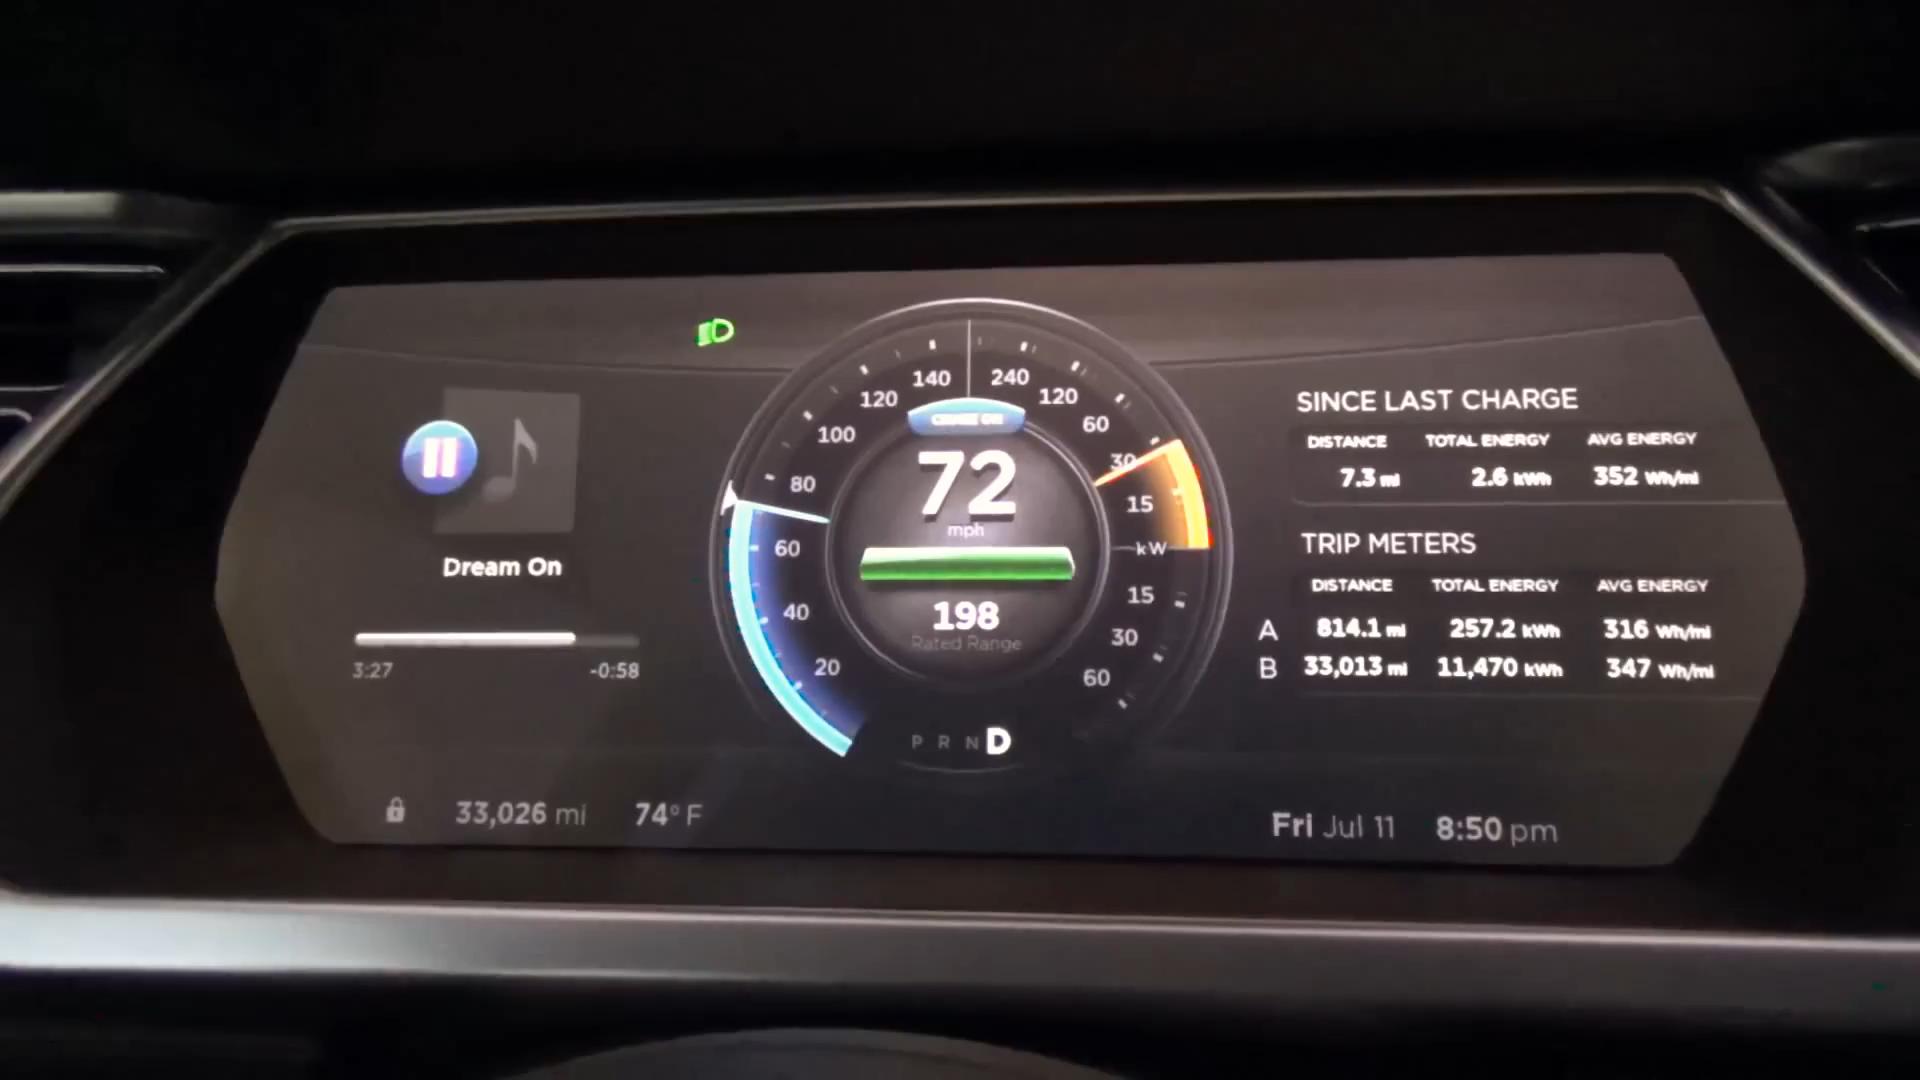 Dream On
3:27 -0:58
33,026 mi 74° F
140 240
120 120
100 60
80 30
60 15
40 kW
20 15
30
60
CRUISE ON
72
mph
198
Rated Range
P R N D
SINCE LAST CHARGE
DISTANCE TOTAL ENERGY AVG ENERGY
7.3 mi 2.6 kWh 352 Wh/mi
TRIP METERS
DISTANCE TOTAL ENERGY AVG ENERGY
A 814.1 mi 257.2 kWh 316 Wh/mi
B 33,013 mi 11,470 kWh 347 Wh/mi
Fri Jul 11 8:50 pm